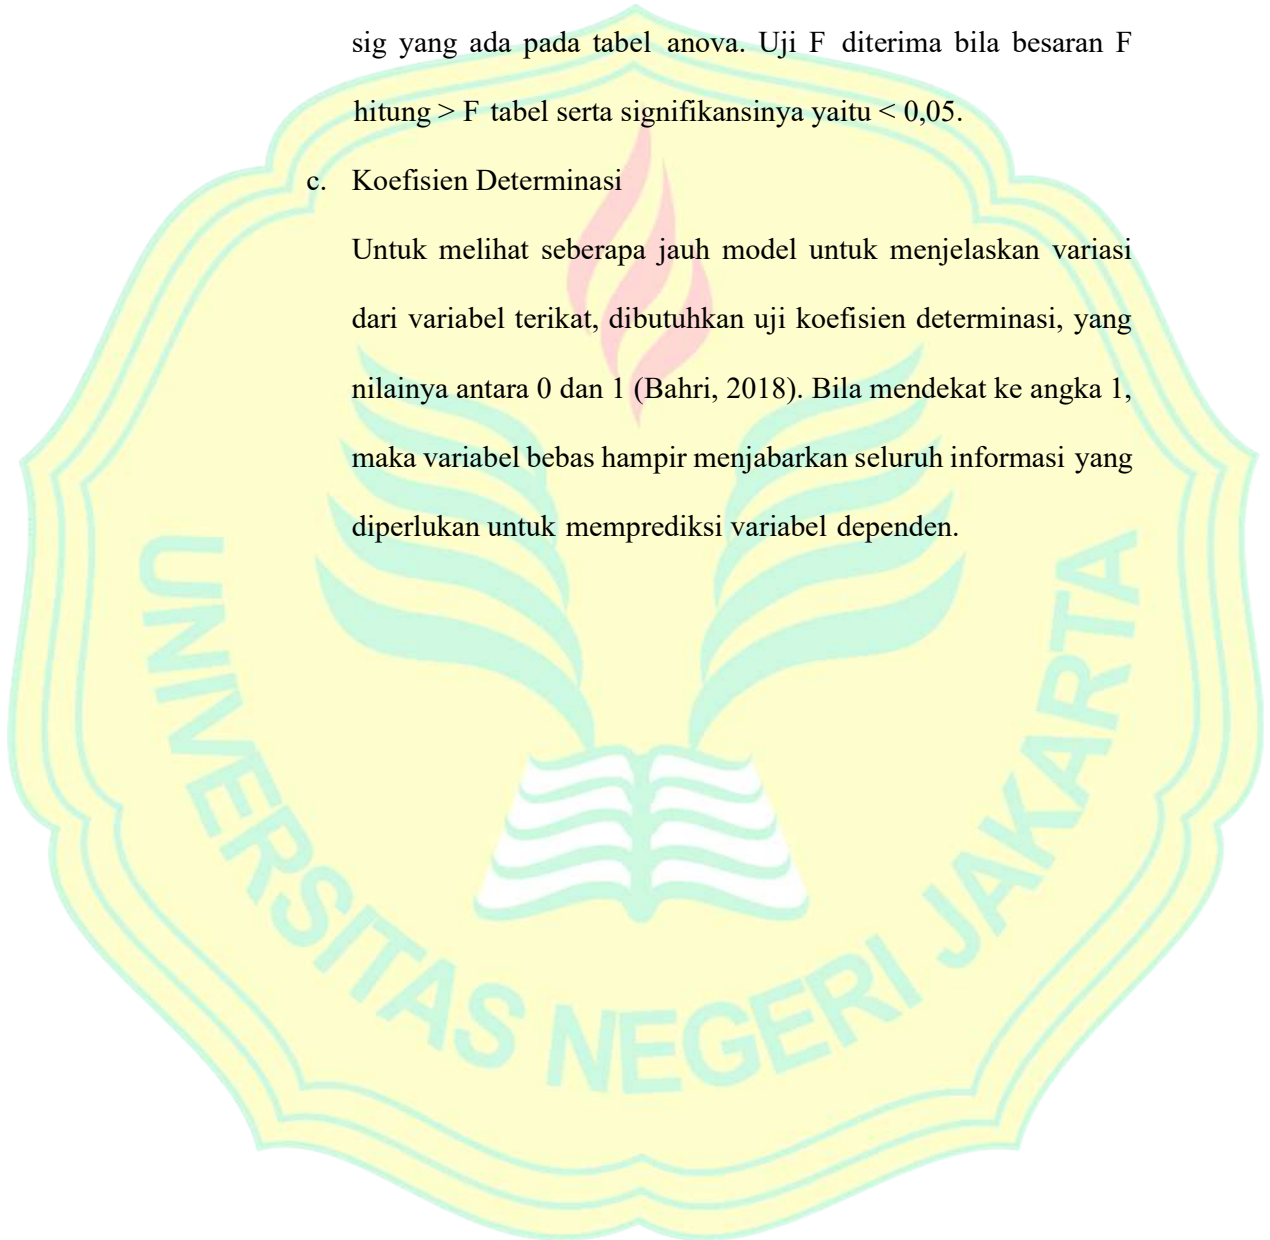 sig yang ada pada tabel anova. Uji F diterima bila besaran F
hitung > F tabel serta signifikansinya yaitu < 0,05.
c. Koefisien Determinasi
Untuk melihat seberapa jauh model untuk menjelaskan variasi
dari variabel terikat, dibutuhkan uji koefisien determinasi, yang
nilainya antara 0 dan 1 (Bahri, 2018). Bila mendekat ke angka 1,
maka variabel bebas hampir menjabarkan seluruh informasi yang
diperlukan untuk memprediksi variabel dependen.
UNIVERSITAS NEGERI JAKARTA